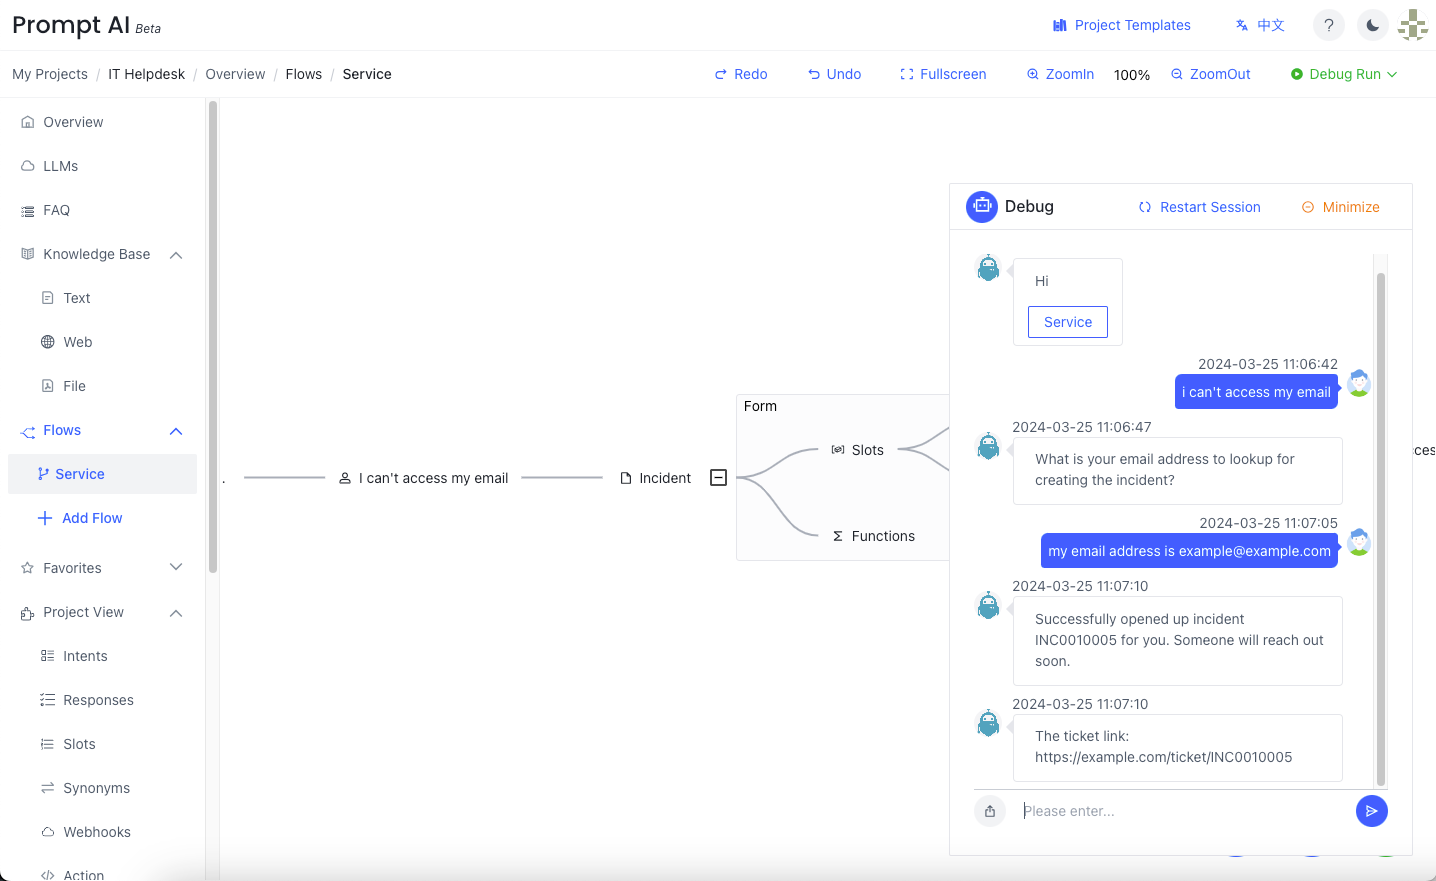 Prompt AI Beta
Project Templates
中文
?
My Projects / IT Helpdesk / Overview / Flows / Service
Redo
Undo
Fullscreen
ZoomIn
100%
ZoomOut
Debug Run
Overview
LLMs
FAQ
Knowledge Base
Text
Web
File
Flows
Service
Add Flow
Favorites
Project View
Intents
Responses
Slots
Synonyms
Webhooks
Action
I can't access my email
Incident
Form
Slots
Functions
Debug
Restart Session
Minimize
Hi
Service
2024-03-25 11:06:42
i can't access my email
2024-03-25 11:06:47
What is your email address to lookup for
creating the incident?
2024-03-25 11:07:05
my email address is example@example.com
2024-03-25 11:07:10
Successfully opened up incident
INC0010005 for you. Someone will reach out
soon.
2024-03-25 11:07:10
The ticket link:
https://example.com/ticket/INC0010005
Please enter...